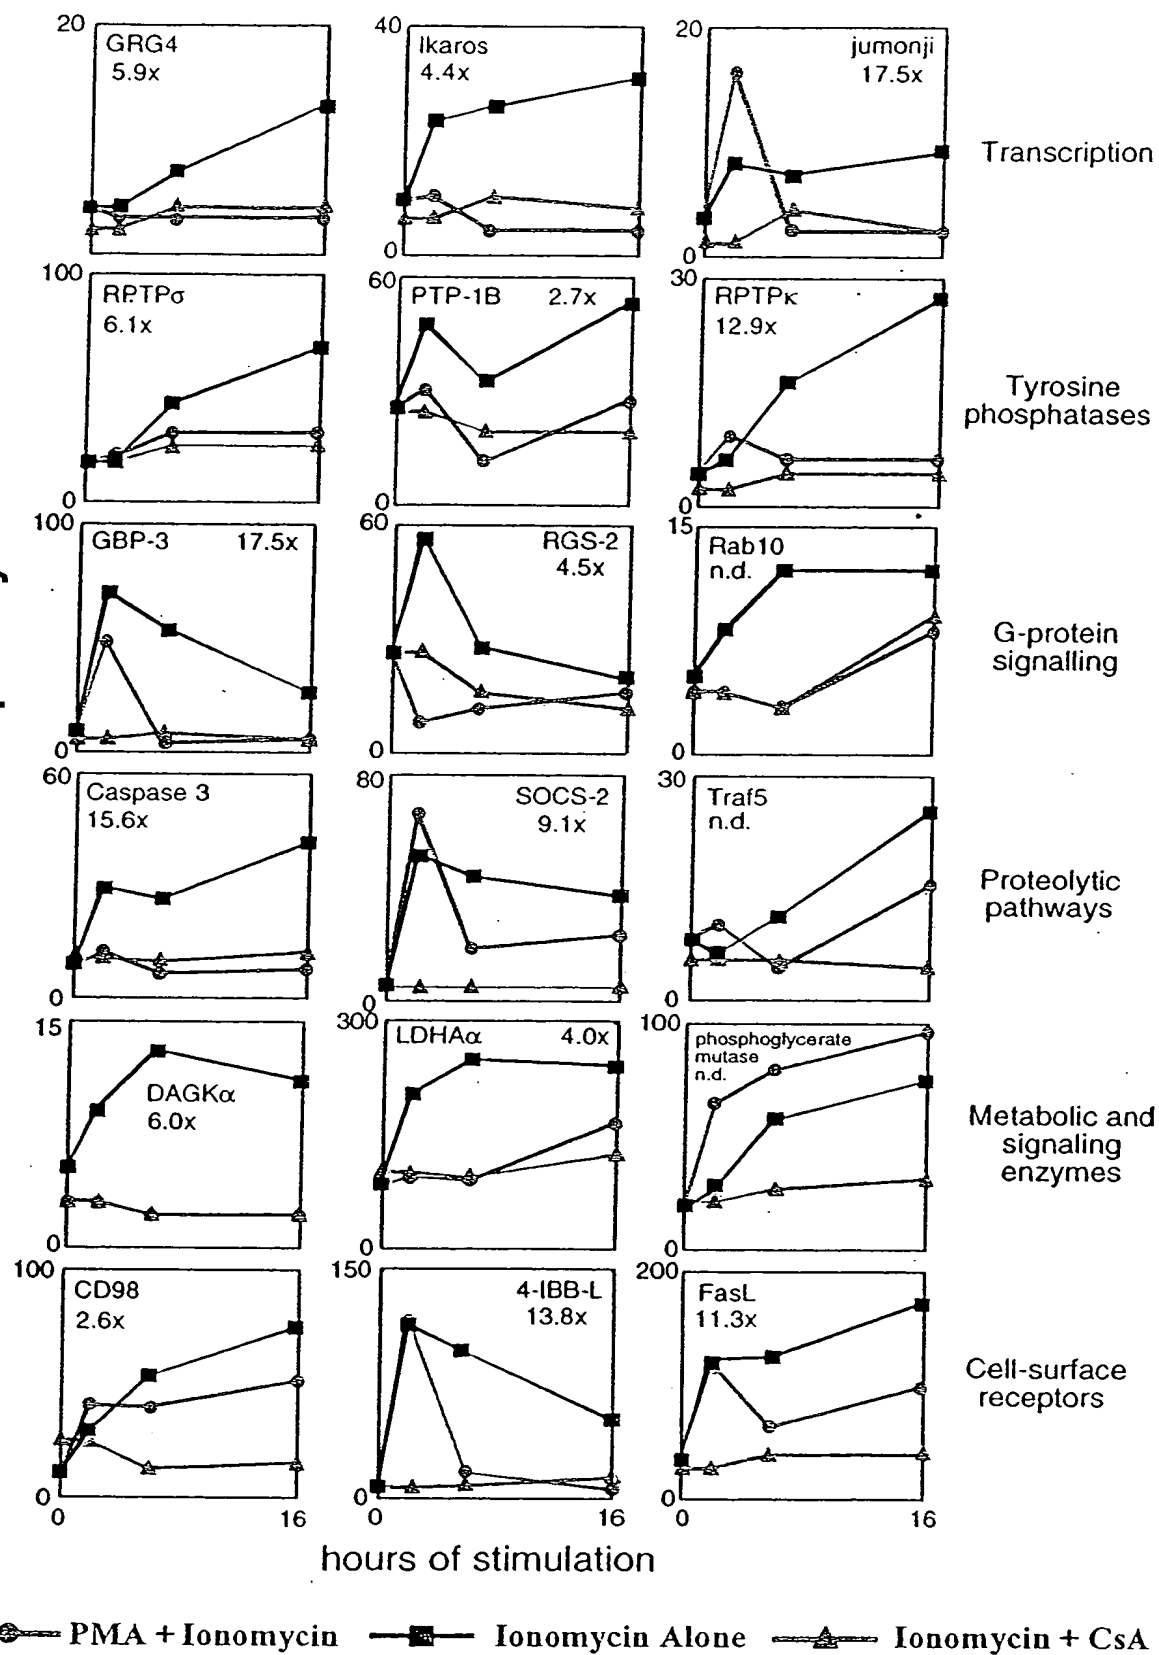 20
GRG4
5.9x
40
Ikaros
4.4x
0
20
jumonji
17.5x
0
Transcription
100
RPTPσ
6.1x
0
60
PTP-1B 2.7x
0
30
RPTPκ
12.9x
0
Tyrosine
phosphatases
100
GBP-3 17.5x
0
60
RGS-2
4.5x
0
15
Rab10
n.d.
0
G-protein
signalling
60
Caspase 3
15.6x
0
80
SOCS-2
9.1x
0
30
Traf5
n.d.
0
Proteolytic
pathways
15
DAGKα
6.0x
0
300
LDHAα 4.0x
0
100
phosphoglycerate
mutase
n.d.
0
Metabolic and
signaling
enzymes
100
CD98
2.6x
0
0 16
150
4-IBB-L
13.8x
0
0 16
200
FasL
11.3x
0
0 16
Cell-surface
receptors
hours of stimulation
PMA + Ionomycin Ionomycin Alone Ionomycin + CsA